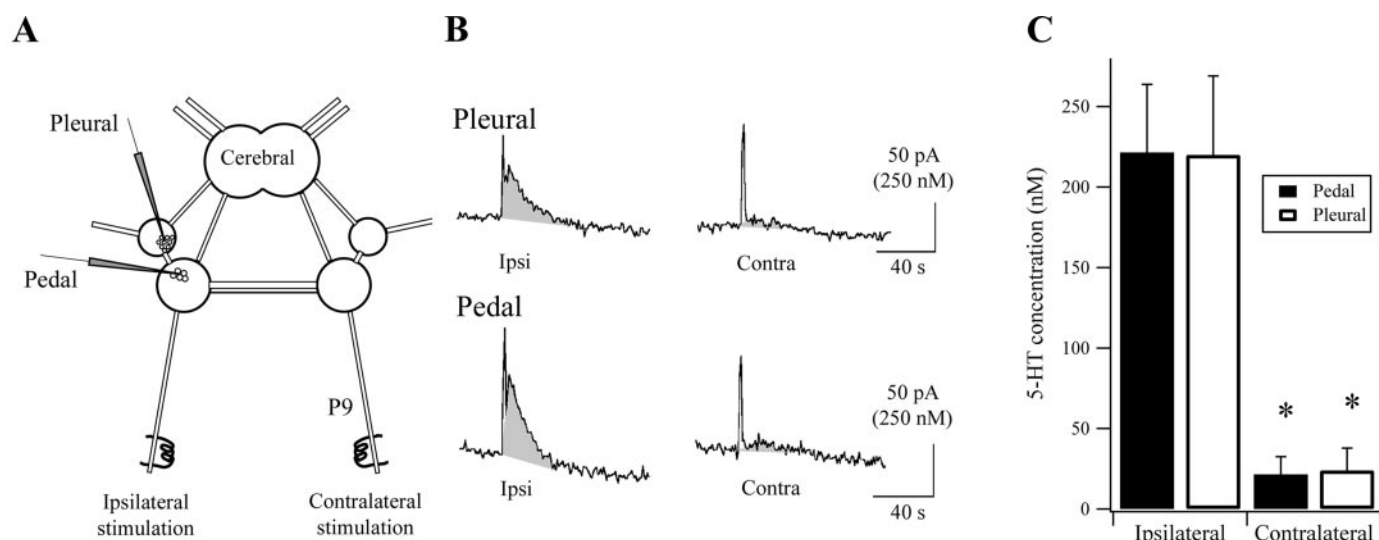 A
Pleural
Cerebral
Pedal
P9
Ipsilateral
stimulation
Contralateral
stimulation
B
Pleural
Ipsi
Contra
50 pA
(250 nM)
40 s
Pedal
Ipsi
Contra
50 pA
(250 nM)
40 s
C
5-HT concentration (nM)
250
200
150
100
50
0
Pedal
Pleural
*
*
Ipsilateral
Contralateral